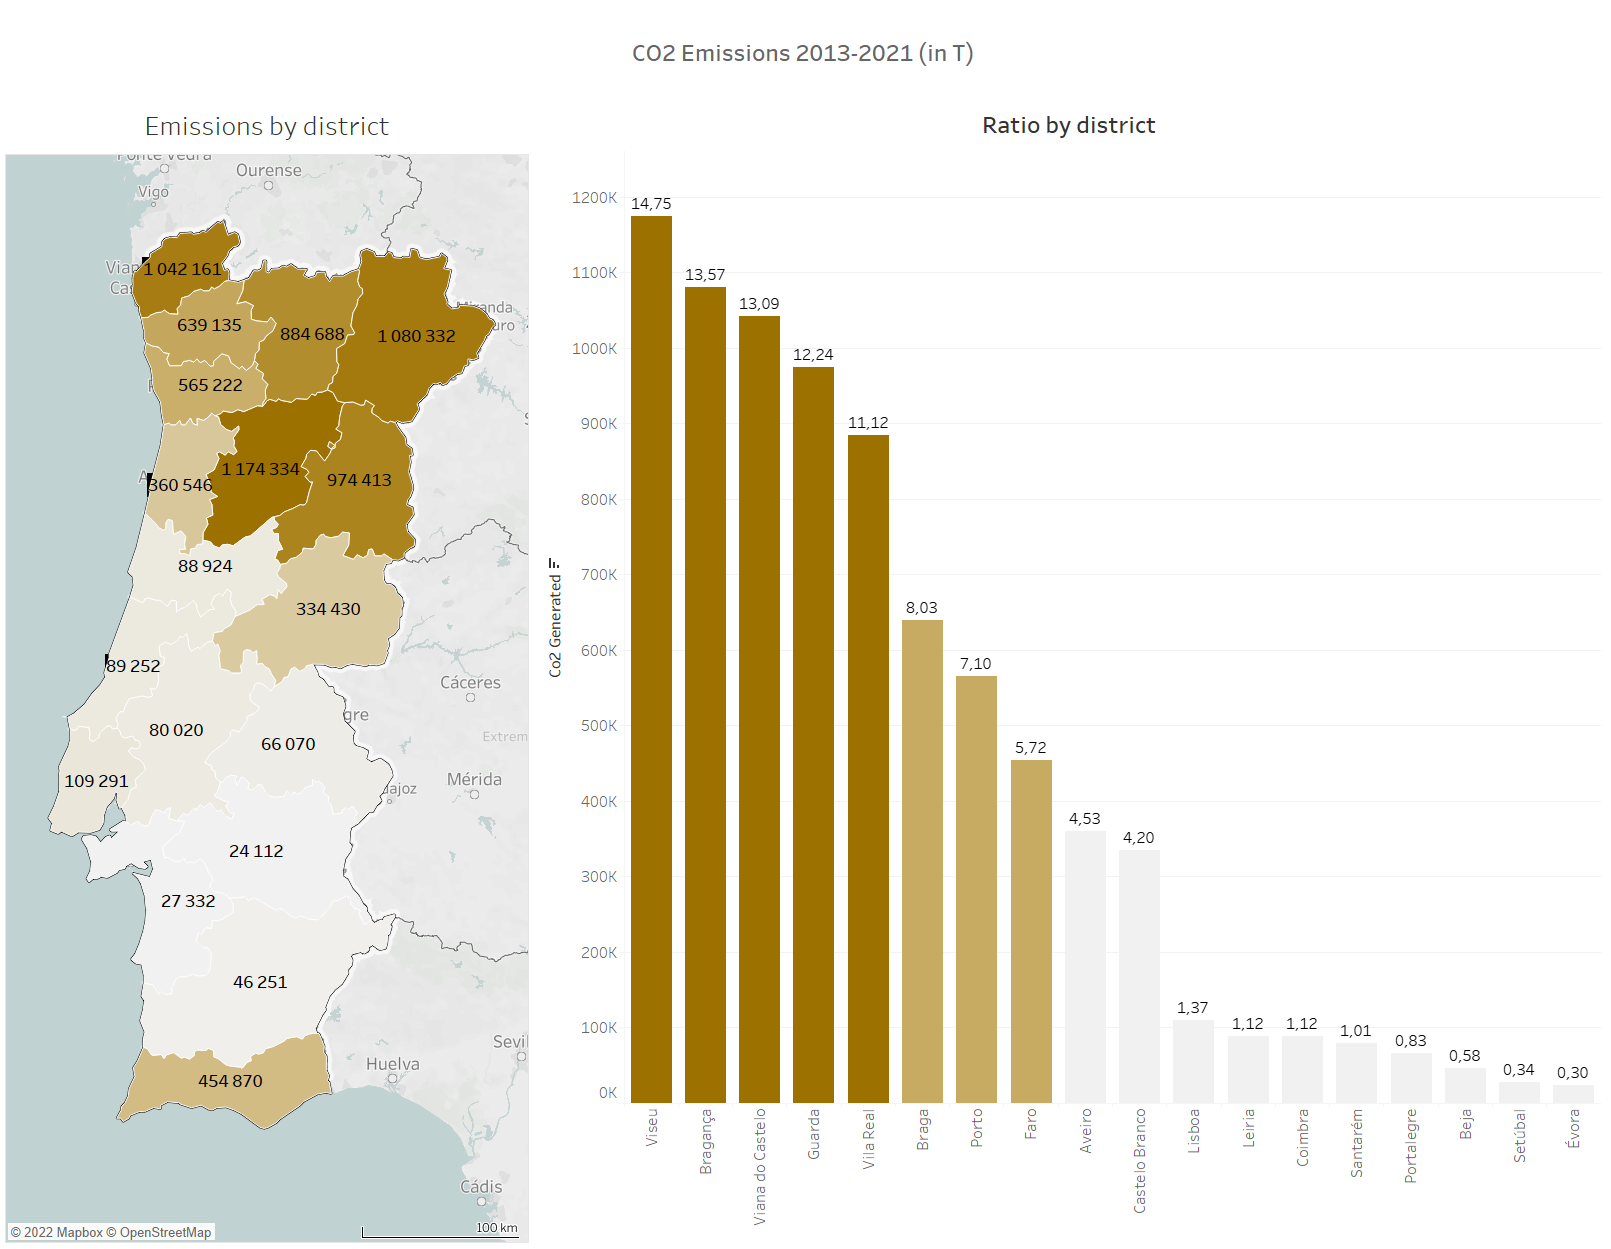 CO2 Emissions 2013-2021 (in T)
Emissions by district
Ourense
Vigo
1 042 161
639 135
884 688
1 080 332
565 222
1 174 334
360 546
974 413
88 924
334 430
89 252
Cáceres
80 020
66 070
Mérida
109 291
24 112
27 332
46 251
Huelva
454 870
Cádis
100 km
© 2022 Mapbox © OpenStreetMap
Ratio by district
Co2 Generated
1200K
1100K
1000K
900K
800K
700K
600K
500K
400K
300K
200K
100K
0K
14,75
13,57
13,09
12,24
11,12
8,03
7,10
5,72
4,53
4,20
1,37
1,12
1,12
1,01
0,83
0,58
0,34
0,30
Viseu
Bragança
Viana do Castelo
Guarda
Vila Real
Braga
Porto
Faro
Aveiro
Castelo Branco
Lisboa
Leiria
Coimbra
Santarém
Portalegre
Beja
Setúbal
Évora